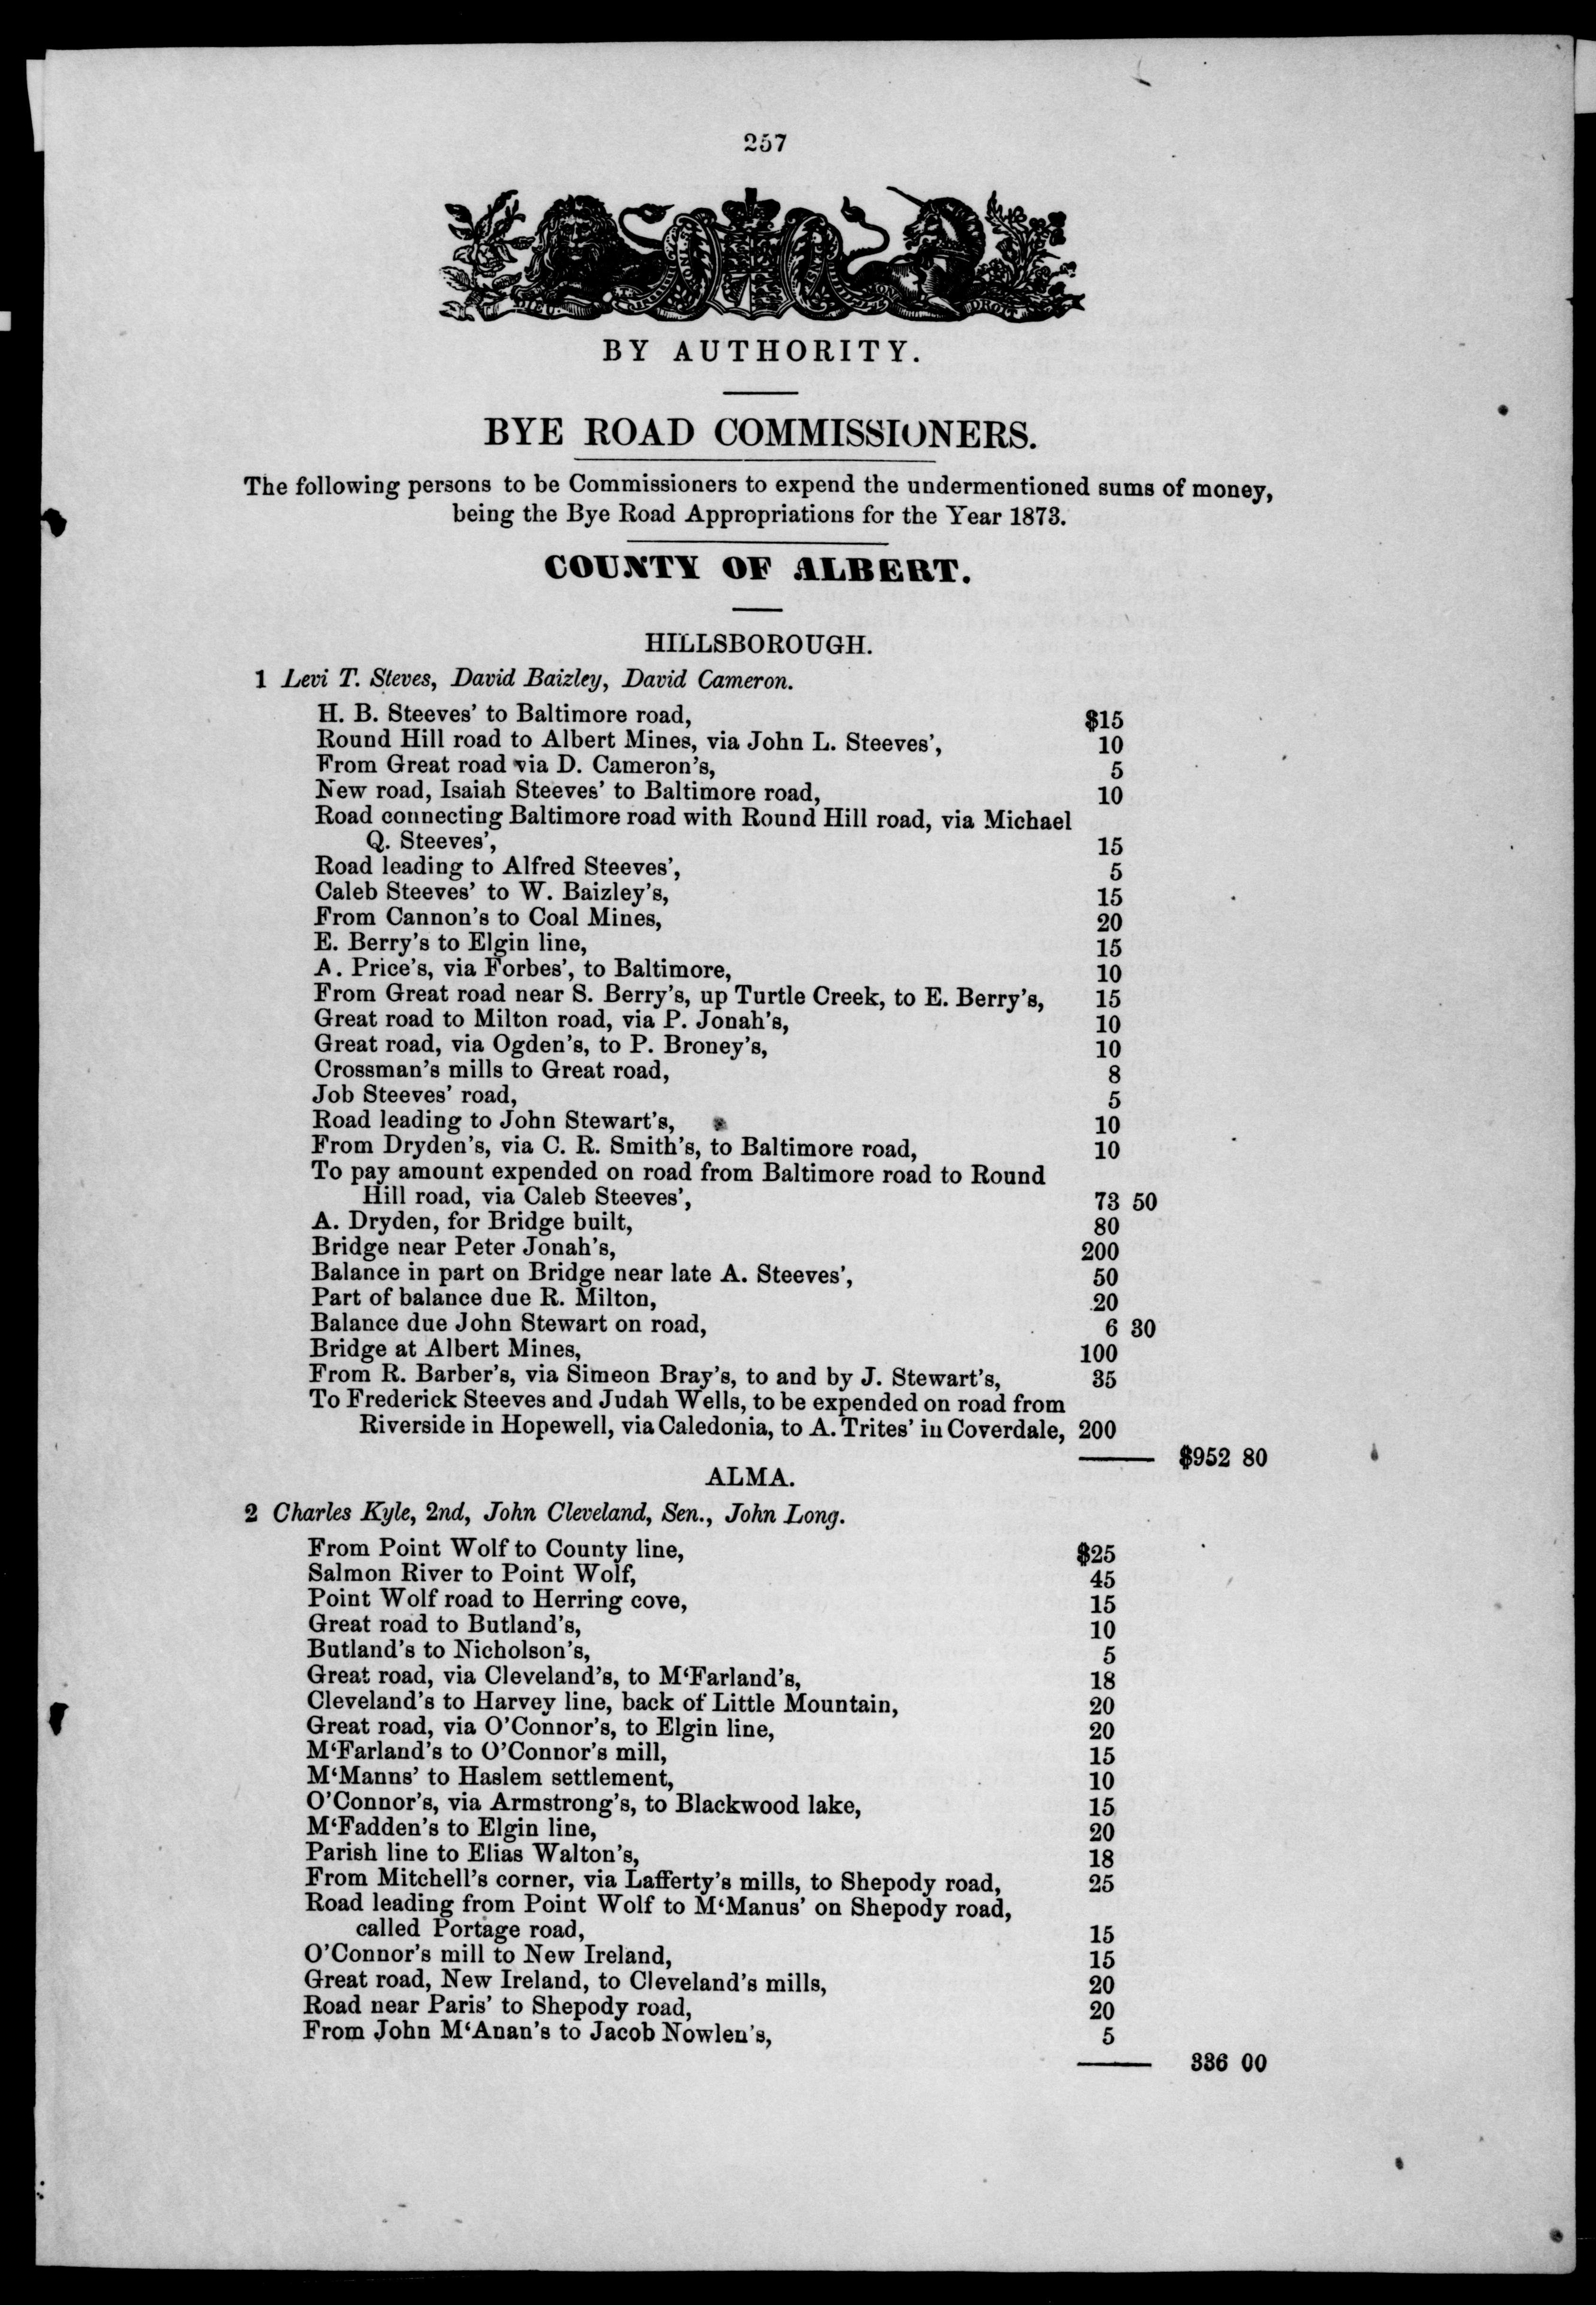 257
DIEU ET MON DROIT
BY AUTHORITY.
BYE ROAD COMMISSIONERS.
The following persons to be Commissioners to expend the undermentioned sums of money,
being the Bye Road Appropriations for the Year 1873.
COUNTY OF ALBERT.
HILLSBOROUGH.
1 Levi T. Steves, David Baizley, David Cameron.
H. B. Steeves' to Baltimore road, $15
Round Hill road to Albert Mines, via John L. Steeves', 10
From Great road via D. Cameron's, 5
New road, Isaiah Steeves' to Baltimore road, 10
Road connecting Baltimore road with Round Hill road, via Michael
Q. Steeves', 15
Road leading to Alfred Steeves', 5
Caleb Steeves' to W. Baizley's, 15
From Cannon's to Coal Mines, 20
E. Berry's to Elgin line, 15
A. Price's, via Forbes', to Baltimore, 10
From Great road near S. Berry's, up Turtle Creek, to E. Berry's, 15
Great road to Milton road, via P. Jonah's, 10
Great road, via Ogden's, to P. Broney's, 10
Crossman's mills to Great road, 8
Job Steeves' road, 5
Road leading to John Stewart's, 10
From Dryden's, via C. R. Smith's, to Baltimore road, 10
To pay amount expended on road from Baltimore road to Round
Hill road, via Caleb Steeves', 73 50
A. Dryden, for Bridge built, 80
Bridge near Peter Jonah's, 200
Balance in part on Bridge near late A. Steeves', 50
Part of balance due R. Milton, 20
Balance due John Stewart on road, 6 30
Bridge at Albert Mines, 100
From R. Barber's, via Simeon Bray's, to and by J. Stewart's, 35
To Frederick Steeves and Judah Wells, to be expended on road from
Riverside in Hopewell, via Caledonia, to A. Trites' in Coverdale, 200
$952 80
ALMA.
2 Charles Kyle, 2nd, John Cleveland, Sen., John Long.
From Point Wolf to County line, $25
Salmon River to Point Wolf, 45
Point Wolf road to Herring cove, 15
Great road to Butland's, 10
Butland's to Nicholson's, 5
Great road, via Cleveland's, to M'Farland's, 18
Cleveland's to Harvey line, back of Little Mountain, 20
Great road, via O'Connor's, to Elgin line, 20
M'Farland's to O'Connor's mill, 15
M'Manns' to Haslem settlement, 10
O'Connor's, via Armstrong's, to Blackwood lake, 15
M'Fadden's to Elgin line, 20
Parish line to Elias Walton's, 18
From Mitchell's corner, via Lafferty's mills, to Shepody road, 25
Road leading from Point Wolf to M'Manus' on Shepody road,
called Portage road, 15
O'Connor's mill to New Ireland, 15
Great road, New Ireland, to Cleveland's mills, 20
Road near Paris' to Shepody road, 20
From John M'Anan's to Jacob Nowlen's, 5
336 00